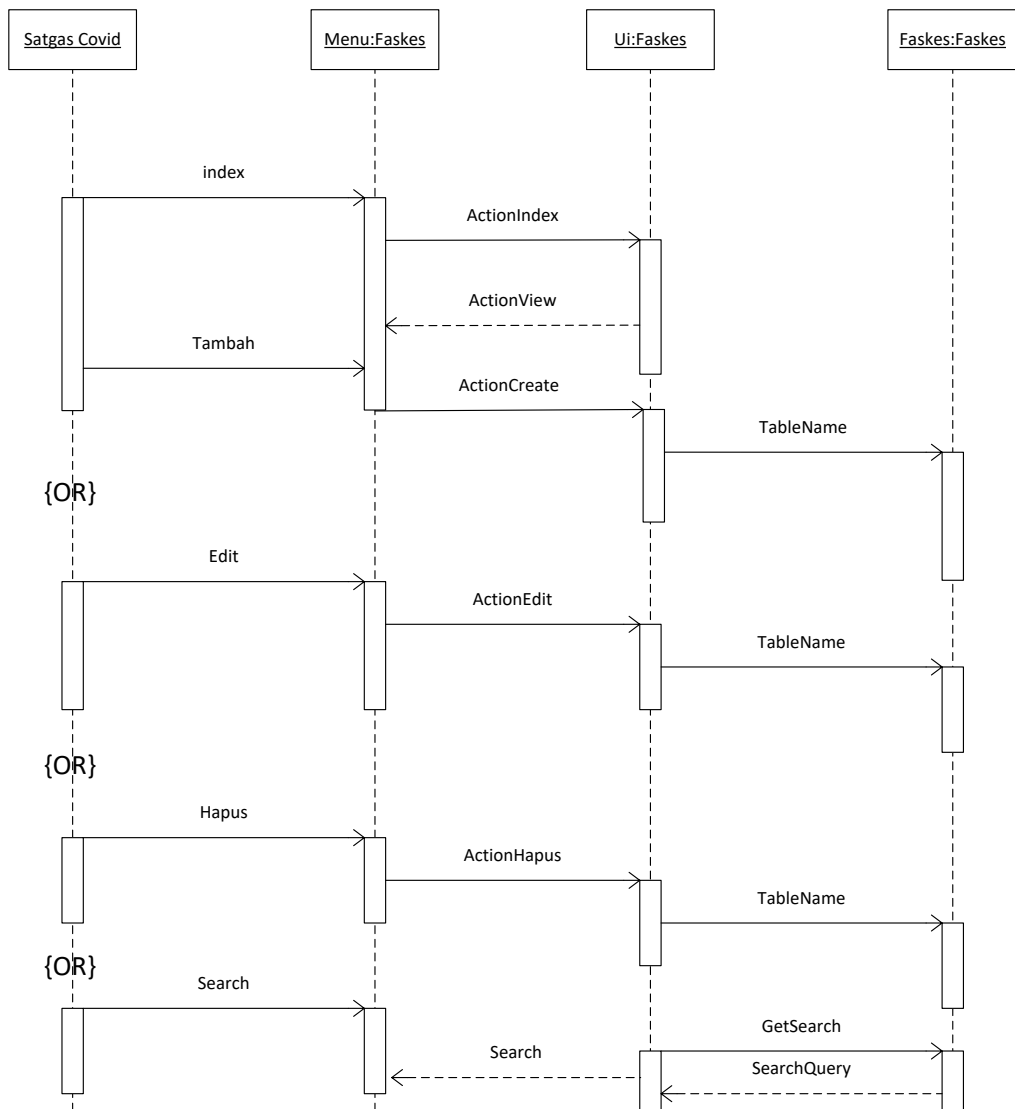 Satgas Covid
Menu:Faskes
Ui:Faskes
Faskes:Faskes
index
ActionIndex
ActionView
Tambah
ActionCreate
TableName
{OR}
Edit
ActionEdit
TableName
{OR}
Hapus
ActionHapus
TableName
{OR}
Search
GetSearch
Search
SearchQuery